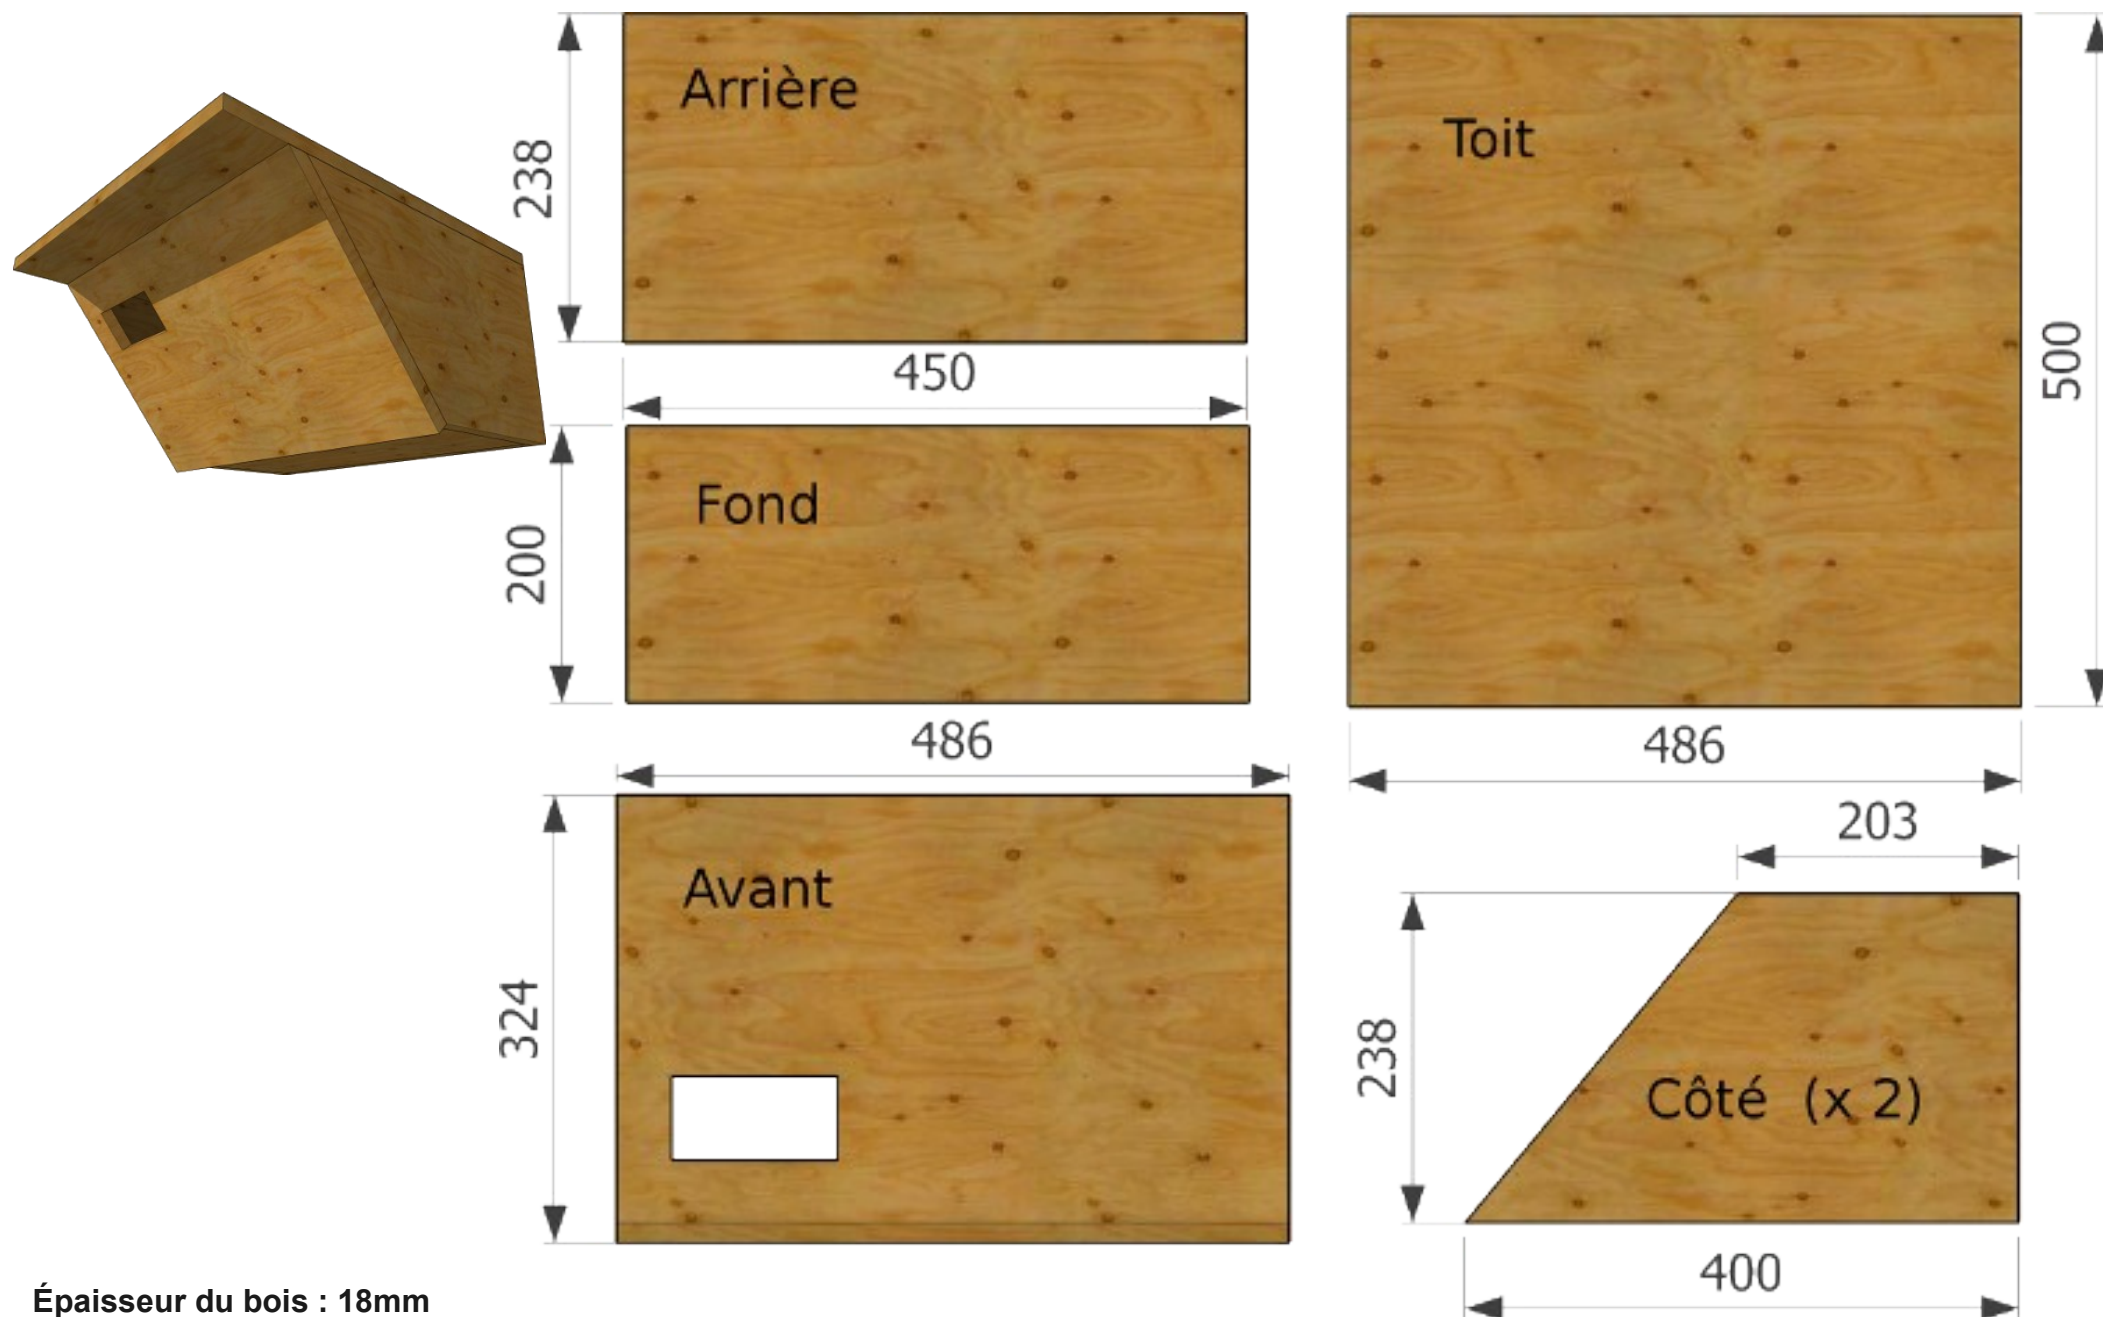 Arrière
238
450
Toit
500
486
Fond
200
486
Avant
324
203
238
Côté (x 2)
400
Épaisseur du bois : 18mm